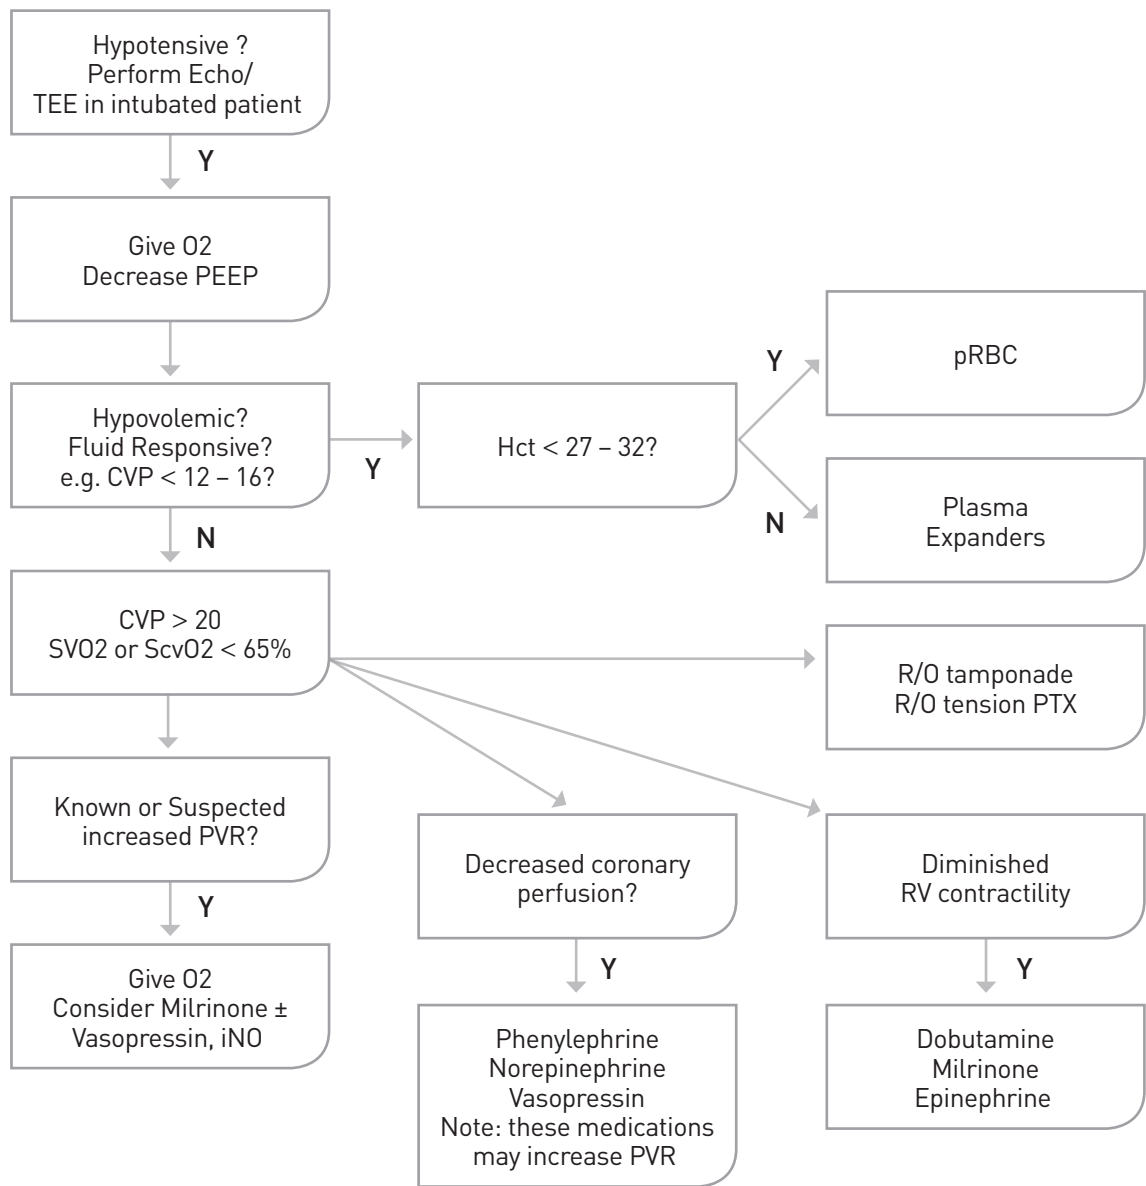 Hypotensive ?
Perform Echo/
TEE in intubated patient
Y
Give O2
Decrease PEEP
Hypovolemic?
Fluid Responsive?
e.g. CVP < 12 – 16?
Y
Hct < 27 – 32?
Y
pRBC
N
Plasma
Expanders
N
CVP > 20
SVO2 or ScvO2 < 65%
R/O tamponade
R/O tension PTX
Known or Suspected
increased PVR?
Y
Give O2
Consider Milrinone ±
Vasopressin, iNO
Decreased coronary
perfusion?
Y
Phenylephrine
Norepinephrine
Vasopressin
Note: these medications
may increase PVR
Diminished
RV contractility
Y
Dobutamine
Milrinone
Epinephrine